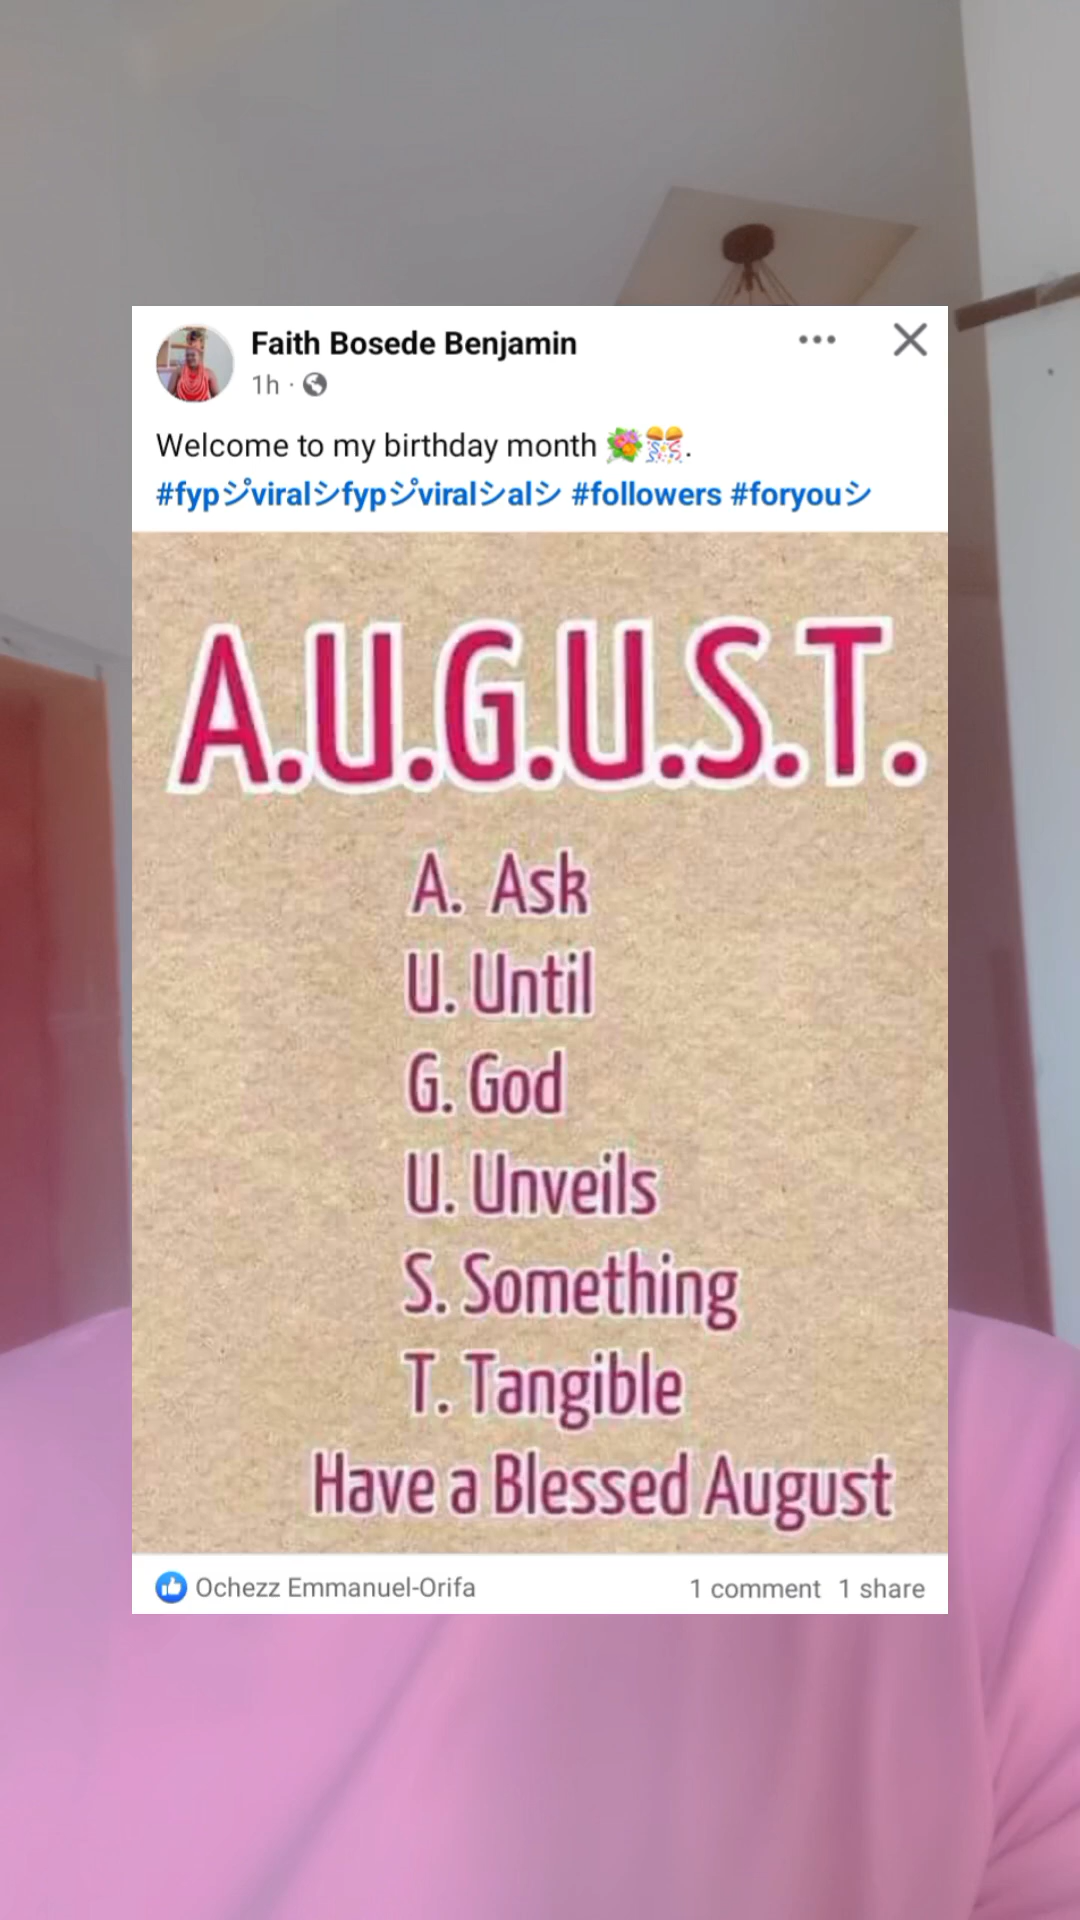 Faith Bosede Benjamin
1h ·
Welcome to my birthday month 💐🎊.
#fypシ゚viralシfypシ゚viralシalシ #followers #foryouシ
A.U.G.U.S.T.
A. Ask
U. Until
G. God
U. Unveils
S. Something
T. Tangible
Have a Blessed August
Ochezz Emmanuel-Orifa 1 comment 1 share